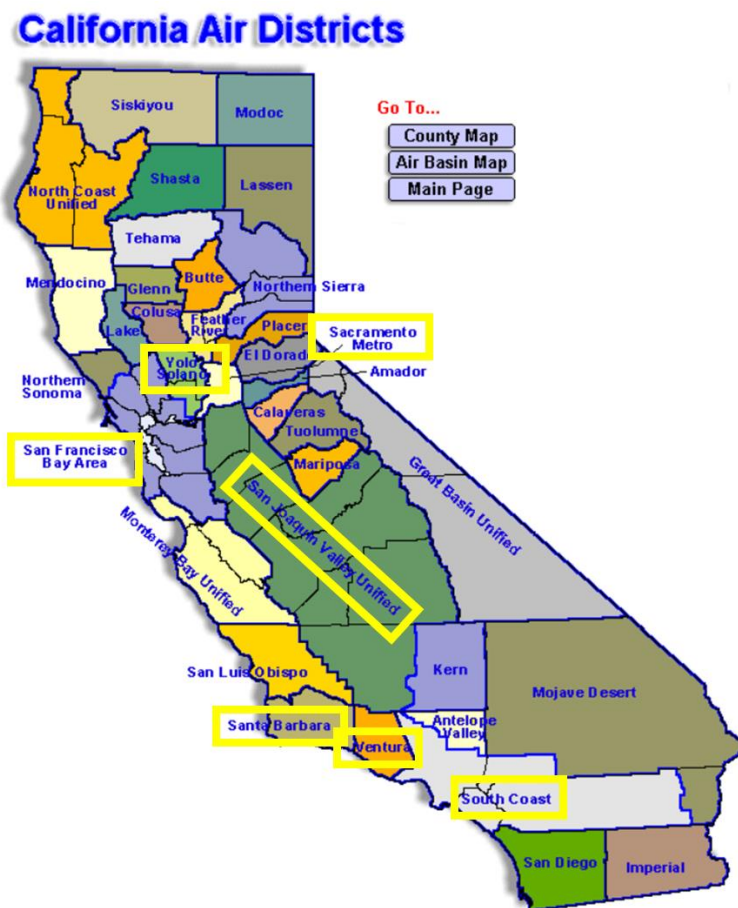 California Air Districts
Siskiyou
Modoc
Go To...
County Map
Air Basin Map
Main Page
Shasta
Lassen
North Coast
Unified
Tehama
Mendocino
Glenn
Butte
Northern Sierra
Colusa
Lake
Feather
River
Placer
Sacramento
Metro
El Dorado
Yolo
Solano
Amador
Northern
Sonoma
Calaveras
Tuolumne
San Francisco
Bay Area
Mariposa
Great Basin Unified
San Joaquin Valley Unified
Monterey Bay Unified
San Luis Obispo
Kern
Mojave Desert
Santa Barbara
Ventura
Antelope
Valley
South Coast
San Diego
Imperial